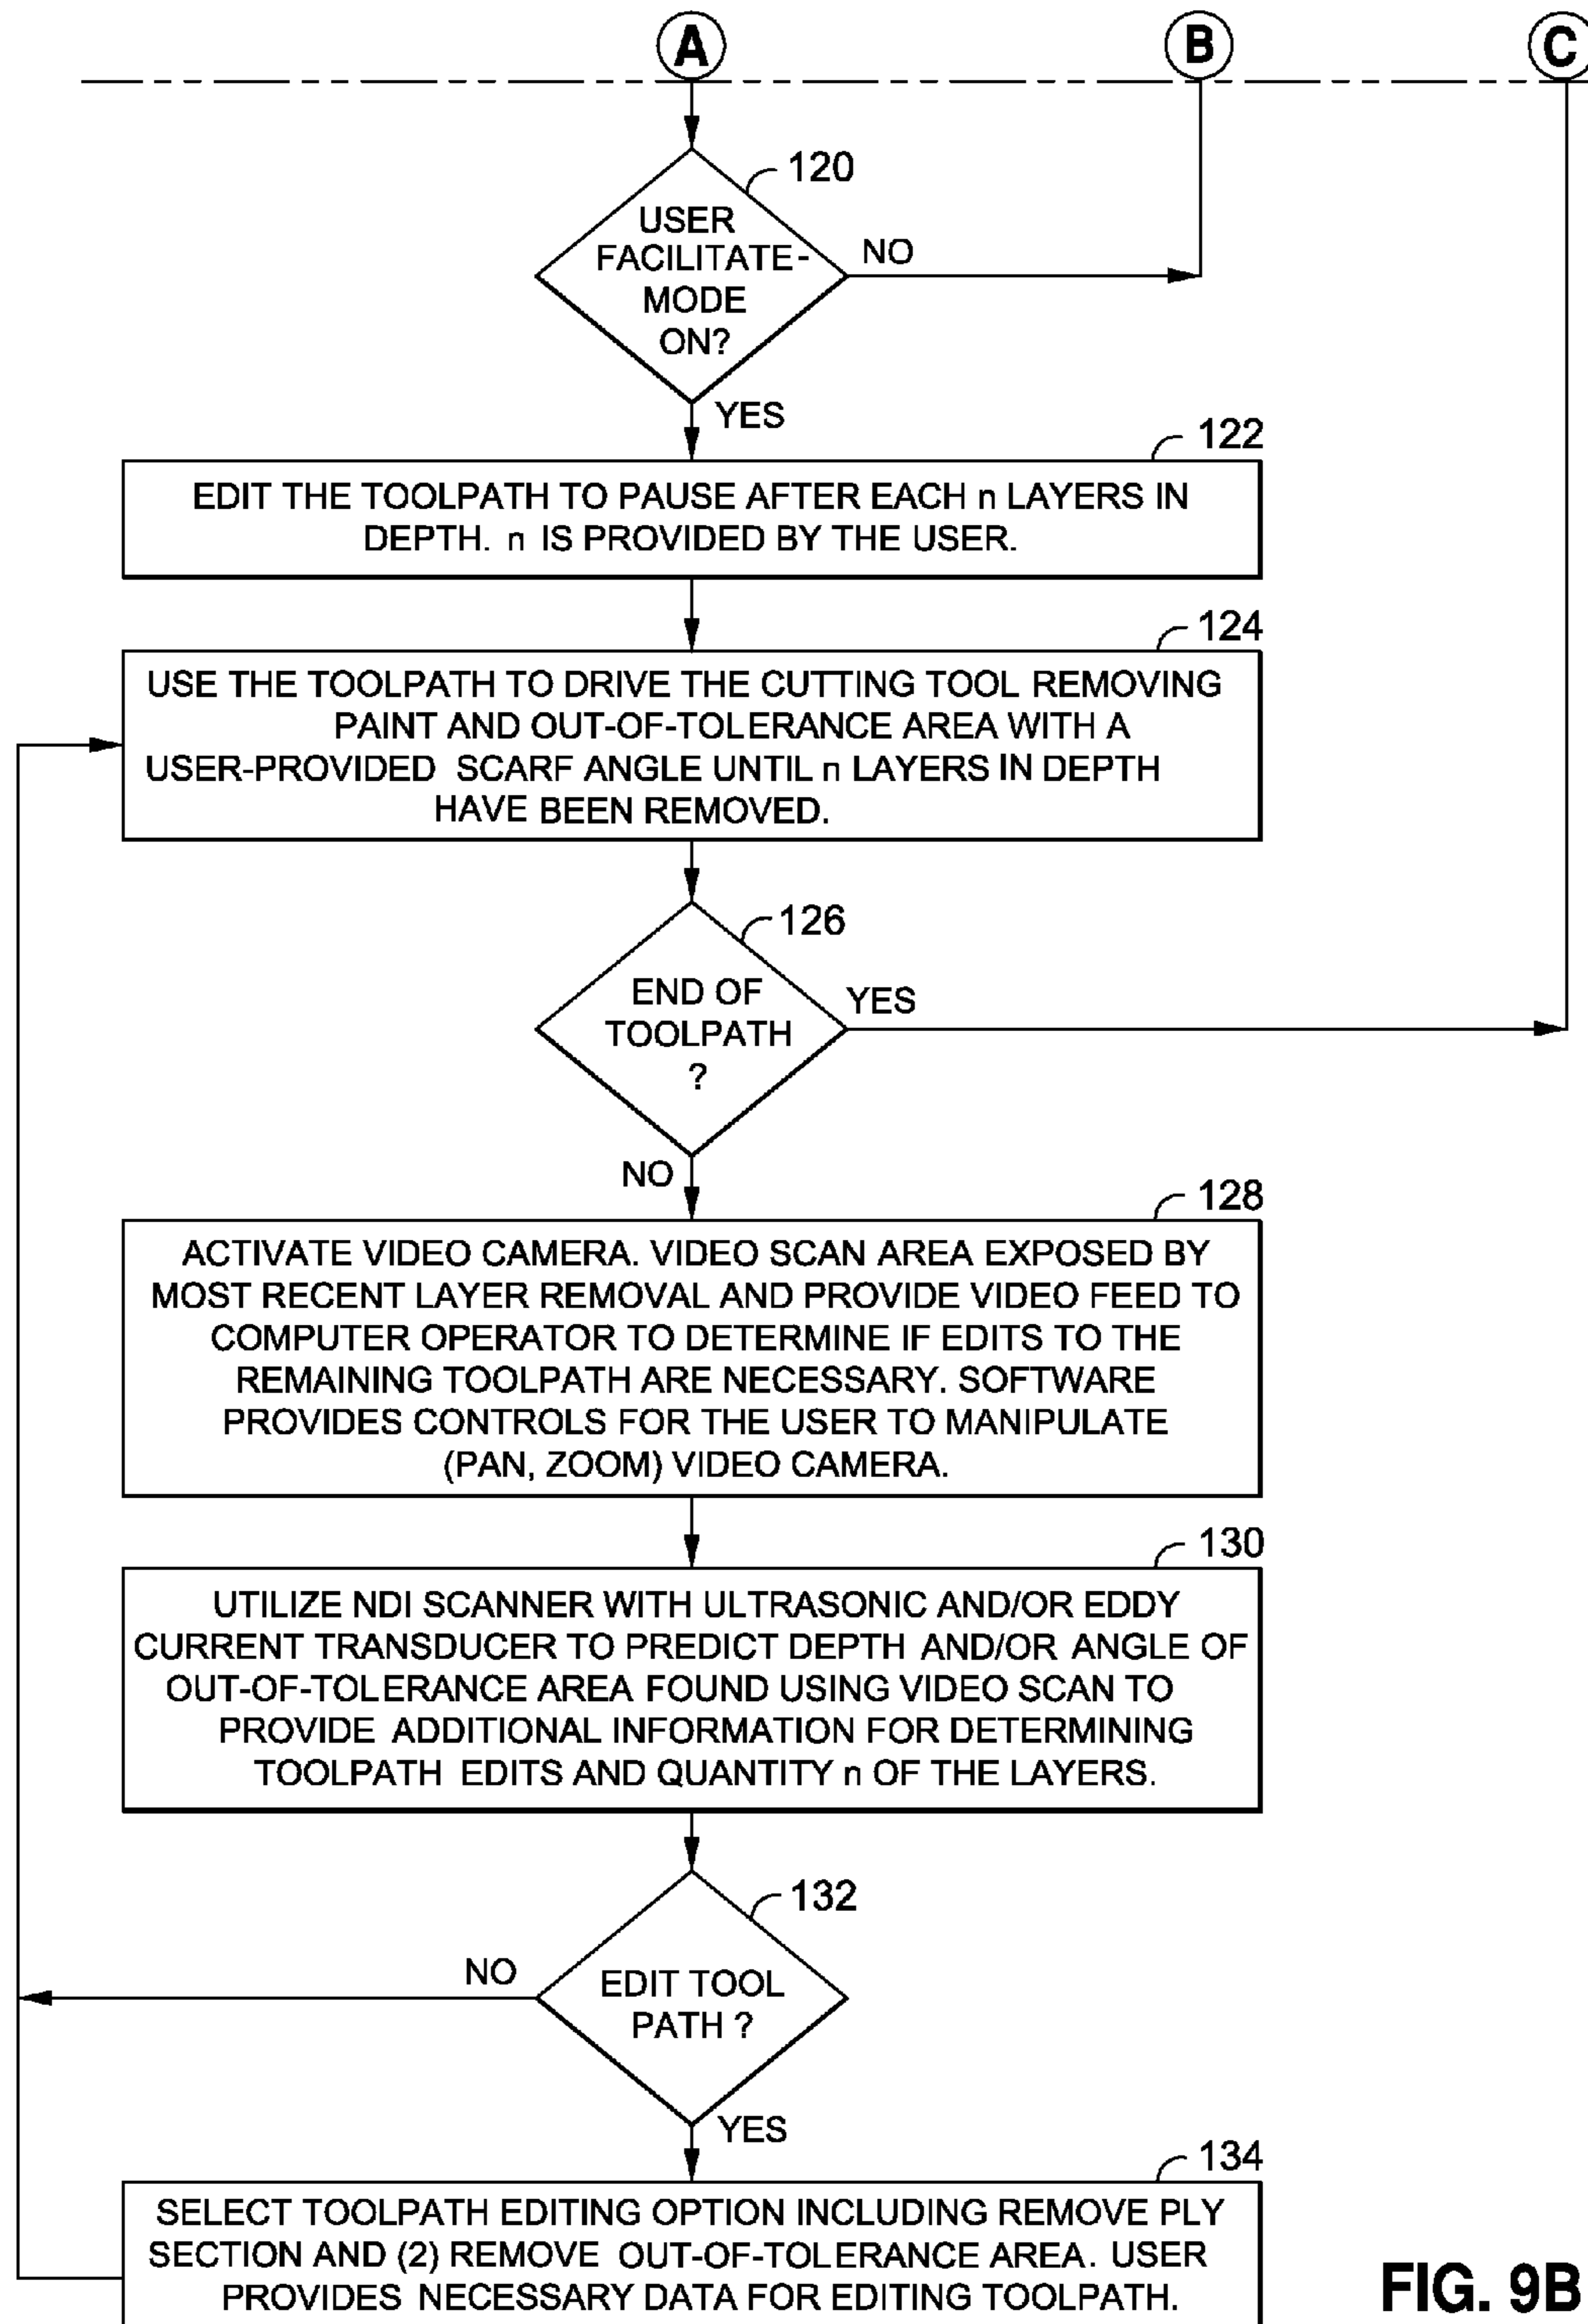 A
B
C
120
USER
FACILITATE-
MODE
ON?
NO
YES
122
EDIT THE TOOLPATH TO PAUSE AFTER EACH n LAYERS IN
DEPTH. n IS PROVIDED BY THE USER.
124
USE THE TOOLPATH TO DRIVE THE CUTTING TOOL REMOVING
PAINT AND OUT-OF-TOLERANCE AREA WITH A
USER-PROVIDED SCARF ANGLE UNTIL n LAYERS IN DEPTH
HAVE BEEN REMOVED.
126
END OF
TOOLPATH
?
YES
NO
128
ACTIVATE VIDEO CAMERA. VIDEO SCAN AREA EXPOSED BY
MOST RECENT LAYER REMOVAL AND PROVIDE VIDEO FEED TO
COMPUTER OPERATOR TO DETERMINE IF EDITS TO THE
REMAINING TOOLPATH ARE NECESSARY. SOFTWARE
PROVIDES CONTROLS FOR THE USER TO MANIPULATE
(PAN, ZOOM) VIDEO CAMERA.
130
UTILIZE NDI SCANNER WITH ULTRASONIC AND/OR EDDY
CURRENT TRANSDUCER TO PREDICT DEPTH AND/OR ANGLE OF
OUT-OF-TOLERANCE AREA FOUND USING VIDEO SCAN TO
PROVIDE ADDITIONAL INFORMATION FOR DETERMINING
TOOLPATH EDITS AND QUANTITY n OF THE LAYERS.
132
NO
EDIT TOOL
PATH ?
YES
134
SELECT TOOLPATH EDITING OPTION INCLUDING REMOVE PLY
SECTION AND (2) REMOVE OUT-OF-TOLERANCE AREA. USER
PROVIDES NECESSARY DATA FOR EDITING TOOLPATH.
FIG. 9B